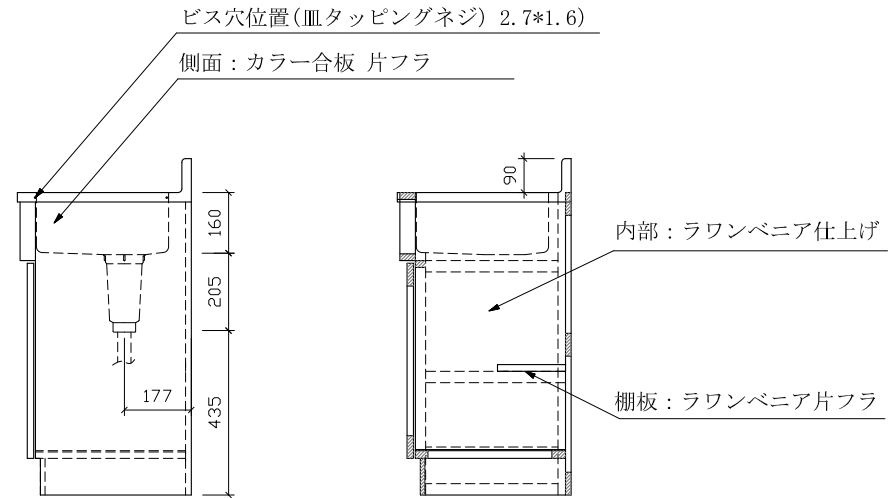 ビス穴位置(皿タッピングネジ) 2.7*1.6)
側面：カラー合板 片フラ
90
160
内部：ラワンベニア仕上げ
205
177
435
棚板：ラワンベニア片フラ